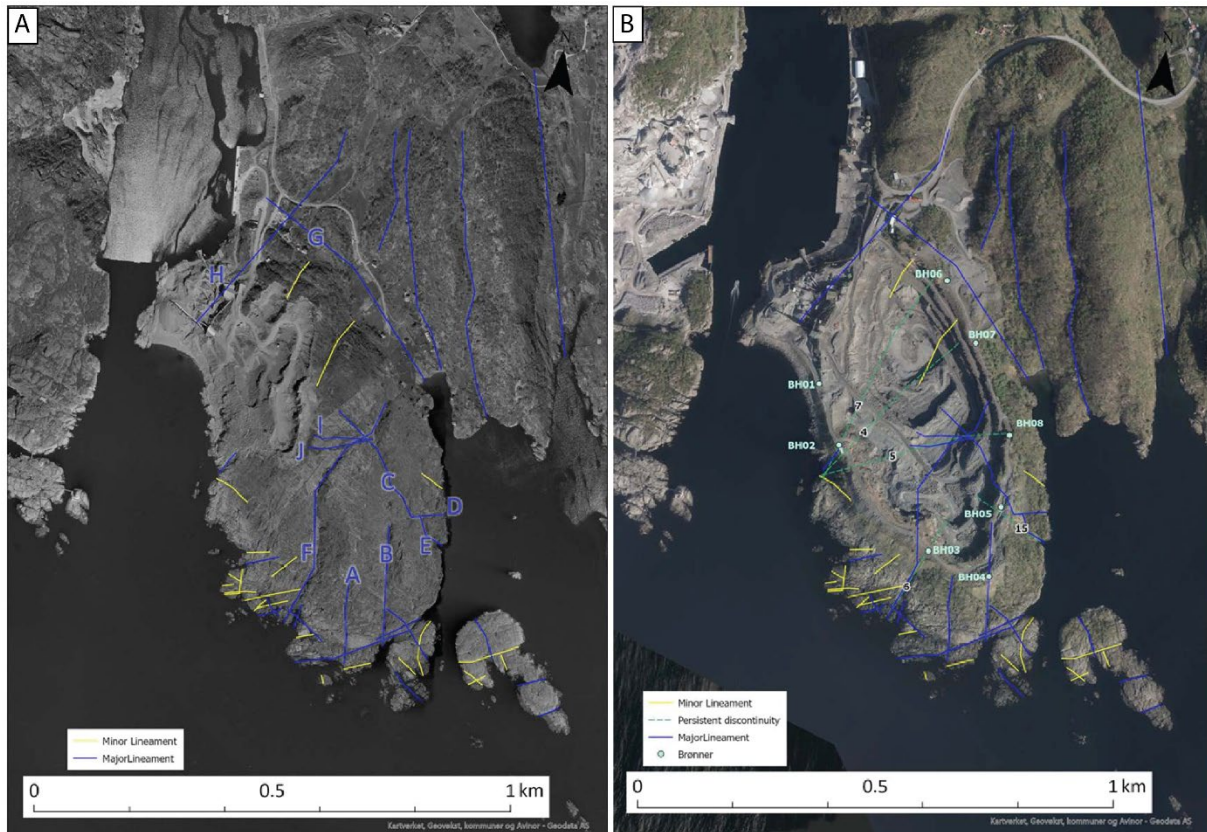 A
N
G
H
I
J
C
D
E
F
B
A
Minor Lineament
MajorLineament
0
0.5
1 km
Kartverket, Geovekst, kommuner og Avinor - Geodata AS
B
N
BH06
BH07
BH01
7
4
BH02
BH08
5
BH05
15
BH03
BH04
6
Minor Lineament
Persistent discontinuity
MajorLineament
Brønner
0
0.5
1 km
Kartverket, Geovekst, kommuner og Avinor - Geodata AS